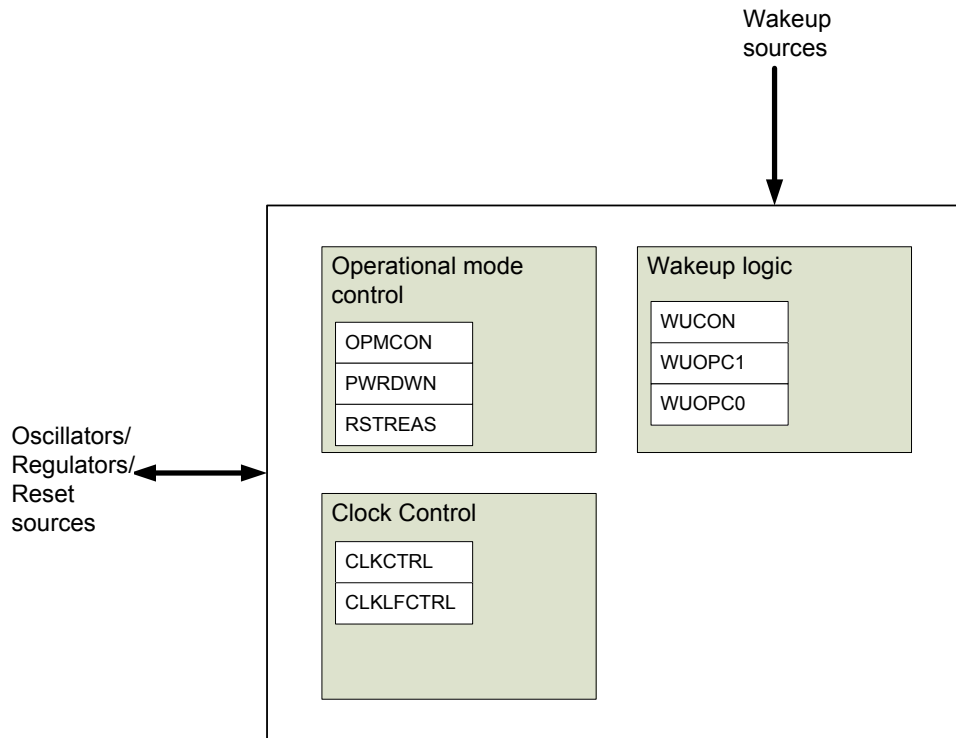 Wakeup
sources
Operational mode
control
OPMCON
PWRDWN
RSTREAS
Wakeup logic
WUCON
WUOPC1
WUOPC0
Oscillators/
Regulators/
Reset
sources
Clock Control
CLKCTRL
CLKLFCTRL